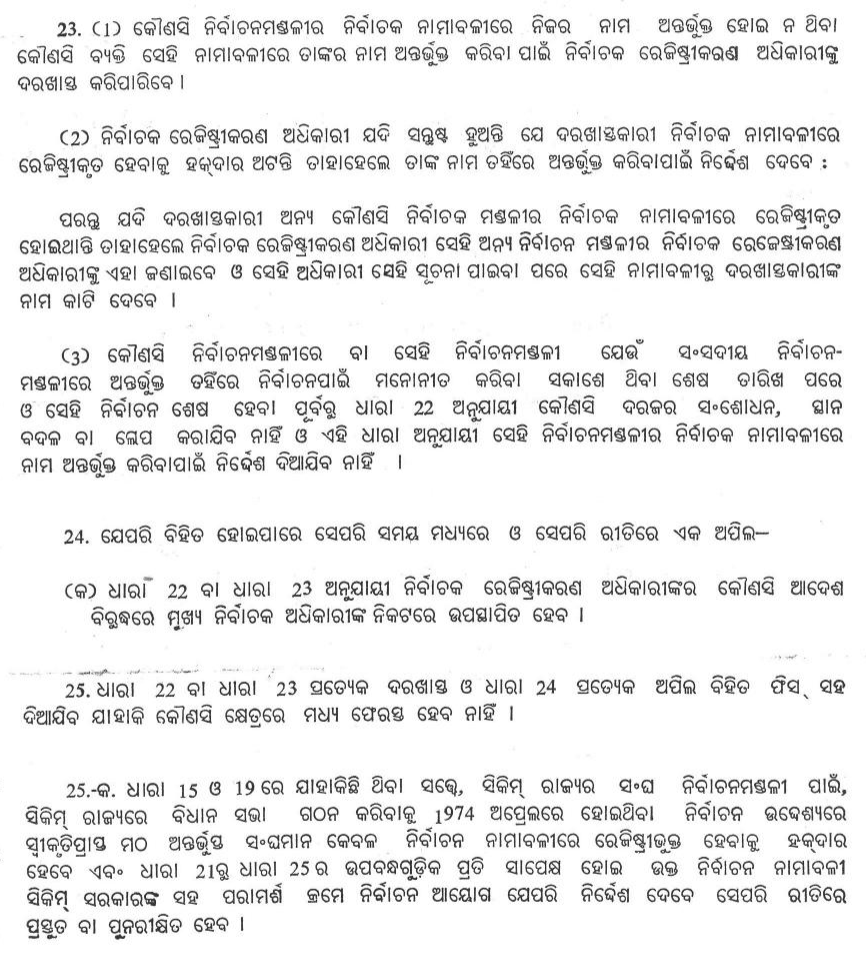 23. (1) କୌଣସି ନିର୍ବାଚନମଣ୍ଡଳୀର ନିର୍ବାଚକ ନାମାବଳୀରେ ନିଜର ନାମ ଅନ୍ତର୍ଭୁକ୍ତ ହୋଇ ନ ଥିବା
କୌଣସି ବ୍ୟକ୍ତି ସେହି ନାମାବଳୀରେ ତାଙ୍କର ନାମ ଅନ୍ତର୍ଭୁକ୍ତ କରିବା ପାଇଁ ନିର୍ବାଚକ ରେଜିଷ୍ଟ୍ରୀକରଣ ଅଧିକାରୀଙ୍କୁ
ଦରଖାସ୍ତ କରିପାରିବେ ।
(2) ନିର୍ବାଚକ ରେଜିଷ୍ଟ୍ରୀକରଣ ଅଧିକାରୀ ଯଦି ସନ୍ତୁଷ୍ଟ ହୁଅନ୍ତି ଯେ ଦରଖାସ୍ତକାରୀ ନିର୍ବାଚକ ନାମାବଳୀରେ
ରେଜିଷ୍ଟ୍ରୀକୃତ ହେବାକୁ ହକ୍‌ଦାର ଅଟନ୍ତି ତାହାହେଲେ ତାଙ୍କ ନାମ ତହିଁରେ ଅନ୍ତର୍ଭୁକ୍ତ କରିବାପାଇଁ ନିର୍ଦ୍ଦେଶ ଦେବେ :
ପରନ୍ତୁ ଯଦି ଦରଖାସ୍ତକାରୀ ଅନ୍ୟ କୌଣସି ନିର୍ବାଚକ ମଣ୍ଡଳୀର ନିର୍ବାଚକ ନାମାବଳୀରେ ରେଜିଷ୍ଟ୍ରୀକୃତ
ହୋଇଥାନ୍ତି ତାହାହେଲେ ନିର୍ବାଚକ ରେଜିଷ୍ଟ୍ରୀକରଣ ଅଧିକାରୀ ସେହି ଅନ୍ୟ ନିର୍ବାଚନ ମଣ୍ଡଳୀର ନିର୍ବାଚକ ରେଜେଷ୍ଟ୍ରୀକରଣ
ଅଧିକାରୀଙ୍କୁ ଏହା ଜଣାଇବେ ଓ ସେହି ଅଧିକାରୀ ସେହି ସୂଚନା ପାଇବା ପରେ ସେହି ନାମାବଳୀରୁ ଦରଖାସ୍ତକାରୀଙ୍କ
ନାମ କାଟି ଦେବେ ।
(3) କୌଣସି ନିର୍ବାଚନମଣ୍ଡଳୀରେ ବା ସେହି ନିର୍ବାଚନମଣ୍ଡଳୀ ଯେଉଁ ସଂସଦୀୟ ନିର୍ବାଚନ-
ମଣ୍ଡଳୀରେ ଅନ୍ତର୍ଭୁକ୍ତ ତହିଁରେ ନିର୍ବାଚନପାଇଁ ମନୋନୀତ କରିବା ସକାଶେ ଥିବା ଶେଷ ତାରିଖ ପରେ
ଓ ସେହି ନିର୍ବାଚନ ଶେଷ ହେବା ପୂର୍ବରୁ ଧାରା 22 ଅନୁଯାୟୀ କୌଣସି ଦରଜର ସଂଶୋଧନ, ସ୍ଥାନ
ବଦଳ ବା ଲେପ କରାଯିବ ନାହିଁ ଓ ଏହି ଧାରା ଅନୁଯାୟୀ ସେହି ନିର୍ବାଚନମଣ୍ଡଳୀର ନିର୍ବାଚକ ନାମାବଳୀରେ
ନାମ ଅନ୍ତର୍ଭୁକ୍ତ କରିବାପାଇଁ ନିର୍ଦ୍ଦେଶ ଦିଆଯିବ ନାହିଁ ।
24. ଯେପରି ବିହିତ ହୋଇପାରେ ସେପରି ସମୟ ମଧ୍ୟରେ ଓ ସେପରି ରୀତିରେ ଏକ ଅପିଲ—
(କ) ଧାରା 22 ବା ଧାରା 23 ଅନୁଯାୟୀ ନିର୍ବାଚକ ରେଜିଷ୍ଟ୍ରୀକରଣ ଅଧିକାରୀଙ୍କର କୌଣସି ଆଦେଶ
ବିରୁଦ୍ଧରେ ମୁଖ୍ୟ ନିର୍ବାଚକ ଅଧିକାରୀଙ୍କ ନିକଟରେ ଉପସ୍ଥାପିତ ହେବ ।
25. ଧାରା 22 ବା ଧାରା 23 ପ୍ରତ୍ୟେକ ଦରଖାସ୍ତ ଓ ଧାରା 24 ପ୍ରତ୍ୟେକ ଅପିଲ ବିହିତ ଫିସ୍ ସହ
ଦିଆଯିବ ଯାହାକି କୌଣସି କ୍ଷେତ୍ରରେ ମଧ୍ୟ ଫେରସ୍ତ ହେବ ନାହିଁ ।
25.-କ. ଧାରା 15 ଓ 19 ରେ ଯାହାକିଛି ଥିବା ସତ୍ତ୍ୱେ, ସିକିମ୍ ରାଜ୍ୟର ସଂଘ ନିର୍ବାଚନମଣ୍ଡଳୀ ପାଇଁ,
ସିକିମ୍ ରାଜ୍ୟରେ ବିଧାନ ସଭା ଗଠନ କରିବାକୁ 1974 ଅପ୍ରେଲରେ ହୋଇଥିବା ନିର୍ବାଚନ ଉଦ୍ଦେଶ୍ୟରେ
ସ୍ୱୀକୃତିପ୍ରାପ୍ତ ମଠ ଅନ୍ତର୍ଭୁକ୍ତ ସଂଘମାନ କେବଳ ନିର୍ବାଚନ ନାମାବଳୀରେ ରେଜିଷ୍ଟ୍ରୀଭୁକ୍ତ ହେବାକୁ ହକ୍‌ଦାର
ହେବେ ଏବଂ ଧାରା 21ରୁ ଧାରା 25 ର ଉପବନ୍ଧଗୁଡ଼ିକ ପ୍ରତି ସାପେକ୍ଷ ହୋଇ ଉକ୍ତ ନିର୍ବାଚନ ନାମାବଳୀ
ସିକିମ୍ ସରକାରଙ୍କ ସହ ପରାମର୍ଶ କ୍ରମେ ନିର୍ବାଚନ ଆୟୋଗ ଯେପରି ନିର୍ଦ୍ଦେଶ ଦେବେ ସେପରି ରୀତିରେ
ପ୍ରସ୍ତୁତ ବା ପୁନରୀକ୍ଷିତ ହେବ ।